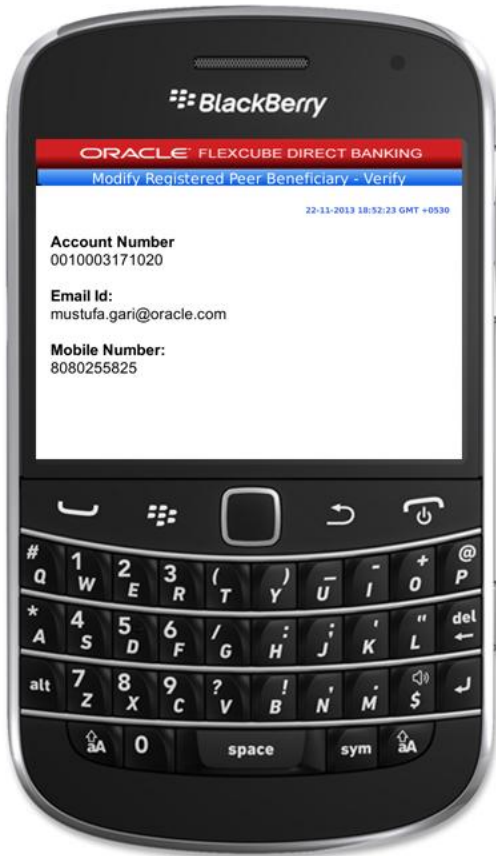 BlackBerry
ORACLE FLEXCUBE DIRECT BANKING
Modify Registered Peer Beneficiary - Verify
22-11-2013 18:52:23 GMT +0530
Account Number
0010003171020
Email Id:
mustufa.gari@oracle.com
Mobile Number:
8080255825
# 1 2 3 ( ) _ - + @
Q W E R T Y U I O P
* 4 5 6 / : ; ' " del
A S D F G H J K L
alt 7 8 9 ? ! , .
Z X C V B N M $
aA 0 space sym aA